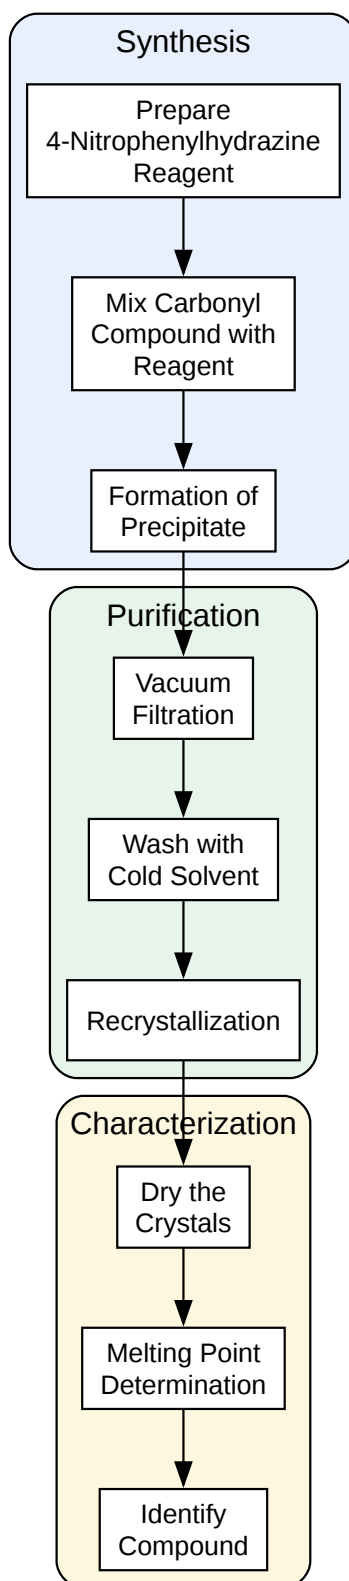 Synthesis
Prepare
4-Nitrophenylhydrazine
Reagent
Mix Carbonyl
Compound with
Reagent
Formation of
Precipitate
Purification
Vacuum
Filtration
Wash with
Cold Solvent
Recrystallization
Characterization
Dry the
Crystals
Melting Point
Determination
Identify
Compound